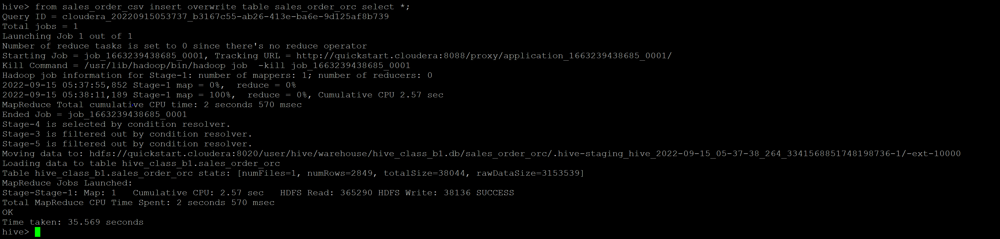 hive> from sales_order_csv insert overwrite table sales_order_orc select *;
Query ID = cloudera_20220915053737_b3167c55-ab26-413e-ba6e-9d125af8b739
Total jobs = 1
Launching Job 1 out of 1
Number of reduce tasks is set to 0 since there's no reduce operator
Starting Job = job_1663239438685_0001, Tracking URL = http://quickstart.cloudera:8088/proxy/application_1663239438685_0001/
Kill Command = /usr/lib/hadoop/bin/hadoop job  -kill job_1663239438685_0001
Hadoop job information for Stage-1: number of mappers: 1; number of reducers: 0
2022-09-15 05:37:55,852 Stage-1 map = 0%,  reduce = 0%
2022-09-15 05:38:11,189 Stage-1 map = 100%,  reduce = 0%, Cumulative CPU 2.57 sec
MapReduce Total cumulative CPU time: 2 seconds 570 msec
Ended Job = job_1663239438685_0001
Stage-4 is selected by condition resolver.
Stage-3 is filtered out by condition resolver.
Stage-5 is filtered out by condition resolver.
Moving data to: hdfs://quickstart.cloudera:8020/user/hive/warehouse/hive_class_b1.db/sales_order_orc/.hive-staging_hive_2022-09-15_05-37-38_264_3341568851748198736-1/-ext-10000
Loading data to table hive_class_b1.sales_order_orc
Table hive_class_b1.sales_order_orc stats: [numFiles=1, numRows=2849, totalSize=38044, rawDataSize=3153539]
MapReduce Jobs Launched:
Stage-Stage-1: Map: 1   Cumulative CPU: 2.57 sec   HDFS Read: 365290 HDFS Write: 38136 SUCCESS
Total MapReduce CPU Time Spent: 2 seconds 570 msec
OK
Time taken: 35.569 seconds
hive>